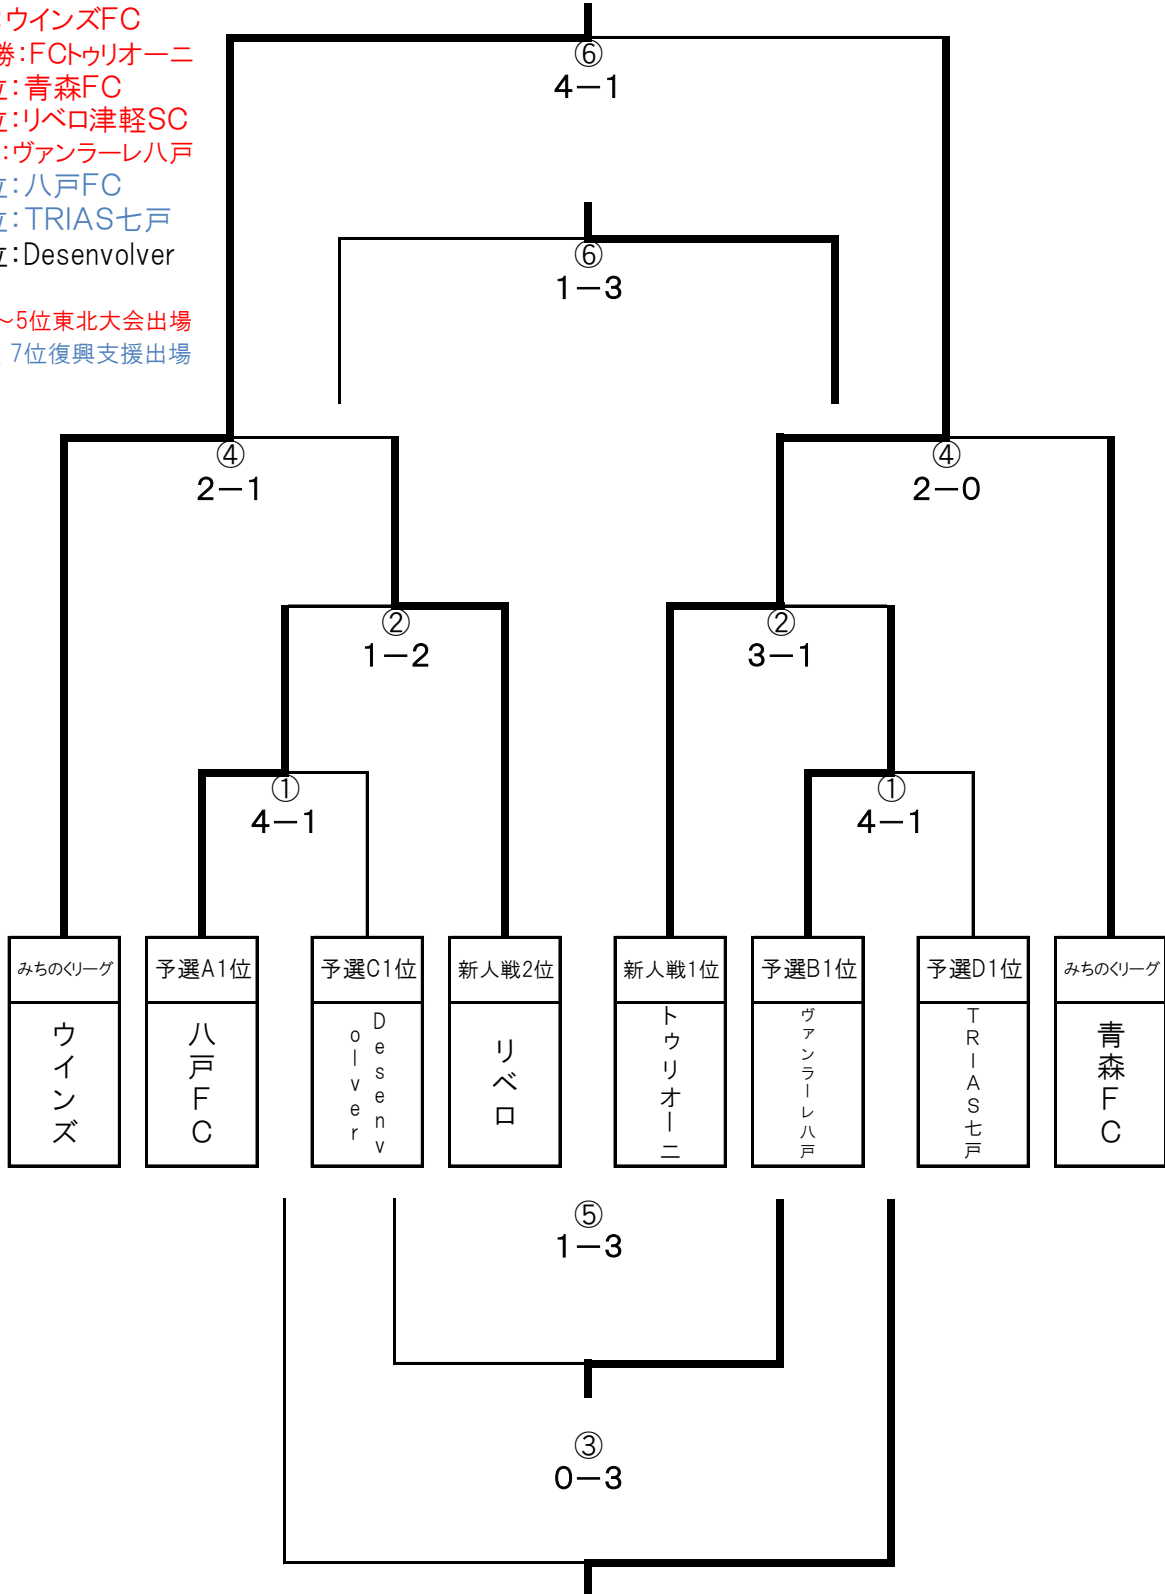 ：ウインズFC
勝：FCトゥリオーニ
位：青森FC
位：リベロ津軽SC
：ヴァンラーレ八戸
位：八戸FC
位：TRIAS七戸
位：Desenvolver
～5位東北大会出場
7位復興支援出場
⑥
4－1
⑥
1－3
④
2－1
④
2－0
②
1－2
②
3－1
①
4－1
①
4－1
みちのくリーグ
予選A1位
予選C1位
新人戦2位
新人戦1位
予選B1位
予選D1位
みちのくリーグ
ウインズ
八戸FC
Desenv
olver
リベロ
トゥリオーニ
ヴァンラーレ八戸
TRIAS七戸
青森FC
⑤
1－3
③
0－3